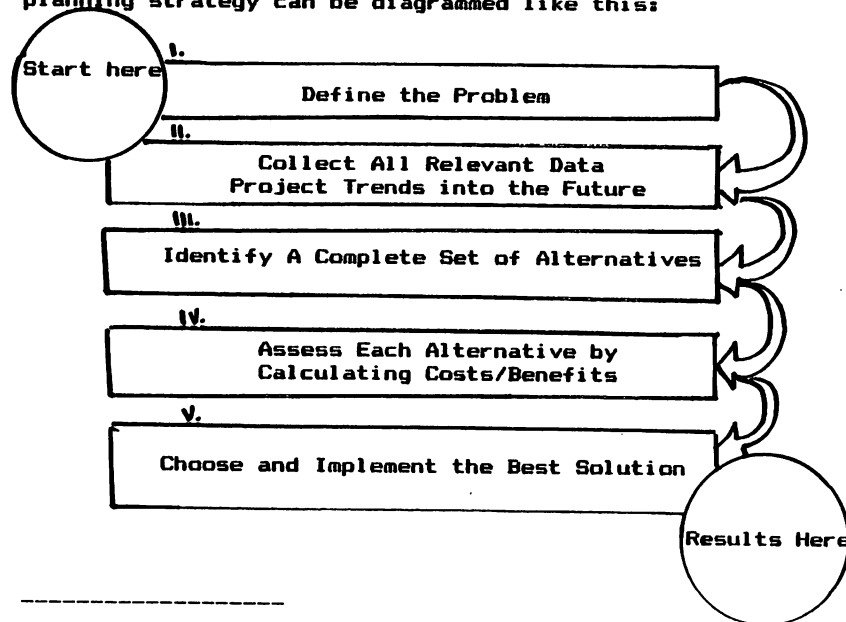 planning strategy can be diagrammed like this:
Start here
I.
Define the Problem
II.
Collect All Relevant Data
Project Trends into the Future
III.
Identify A Complete Set of Alternatives
IV.
Assess Each Alternative by
Calculating Costs/Benefits
V.
Choose and Implement the Best Solution
Results Here